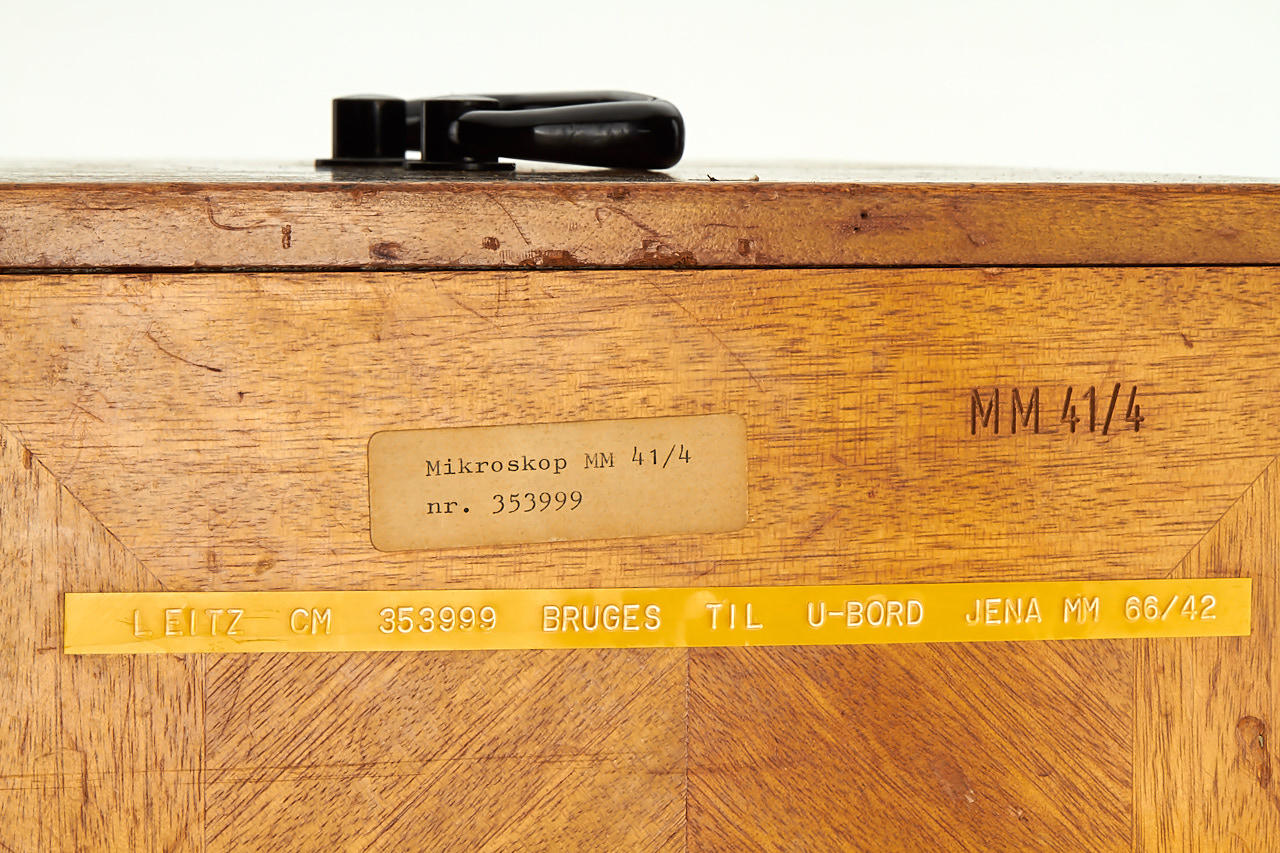 MM 41/4
Mikroskop MM 41/4
nr. 353999
LEITZ CM 353999 BRUGES TIL U-BORD JENA MM 66/42